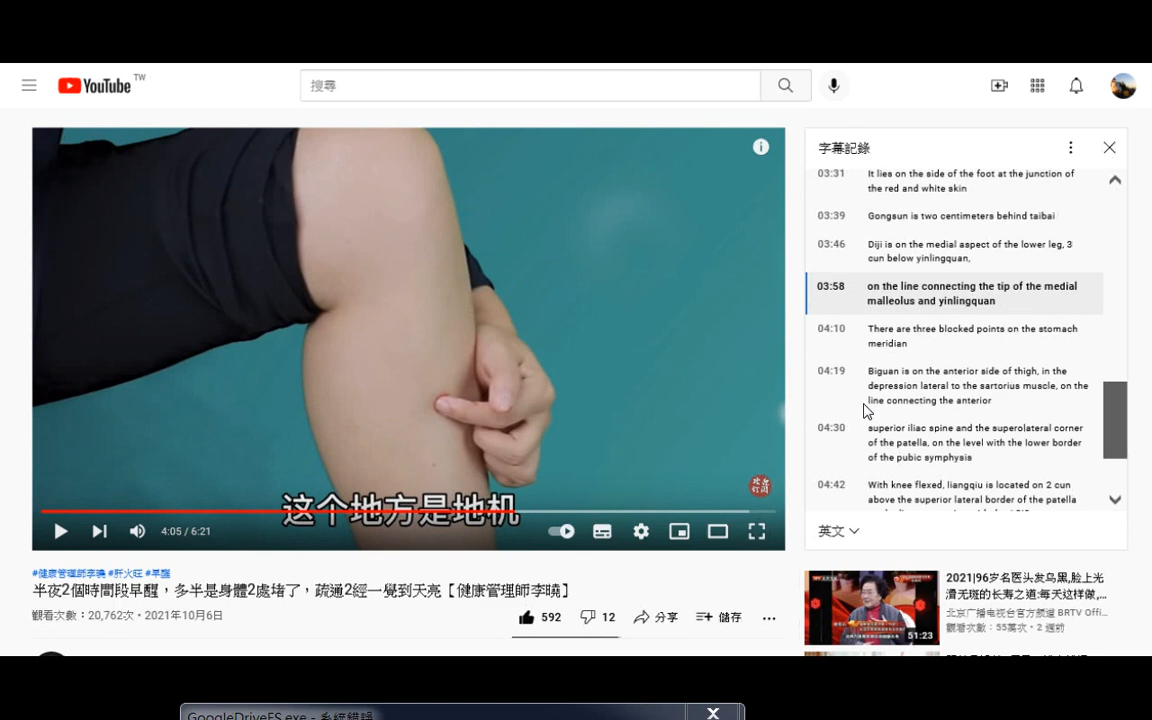 YouTube TW
搜尋
字幕記錄
03:31 It lies on the side of the foot at the junction of
the red and white skin
03:39 Gongsun is two centimeters behind taibai
03:46 Diji is on the medial aspect of the lower leg, 3
cun below yinlingquan,
03:58 on the line connecting the tip of the medial
malleolus and yinlingquan
04:10 There are three blocked points on the stomach
meridian
04:19 Biguan is on the anterior side of thigh, in the
depression lateral to the sartorius muscle, on the
line connecting the anterior
04:30 superior iliac spine and the superolateral corner
of the patella, on the level with the lower border
of the pubic symphysis
04:42 With knee flexed, liangqiu is located on 2 cun
above the superior lateral border of the patella
英文
这个地方是地机
4:05 / 6:21
#健康管理師李曉 #肝火旺 #早醒
半夜2個時間段早醒，多半是身體2處堵了，疏通2經一覺到天亮【健康管理師李曉】
觀看次數：20,762次・2021年10月6日
592
12
分享
儲存
2021|96岁名医头发乌黑,脸上光
滑无斑的长寿之道:每天这样做,...
北京广播电视台官方频道 BRTV Offi...
觀看次數：55萬次・2 週前
51:23
GoogleDriveFS.exe - 系統錯誤